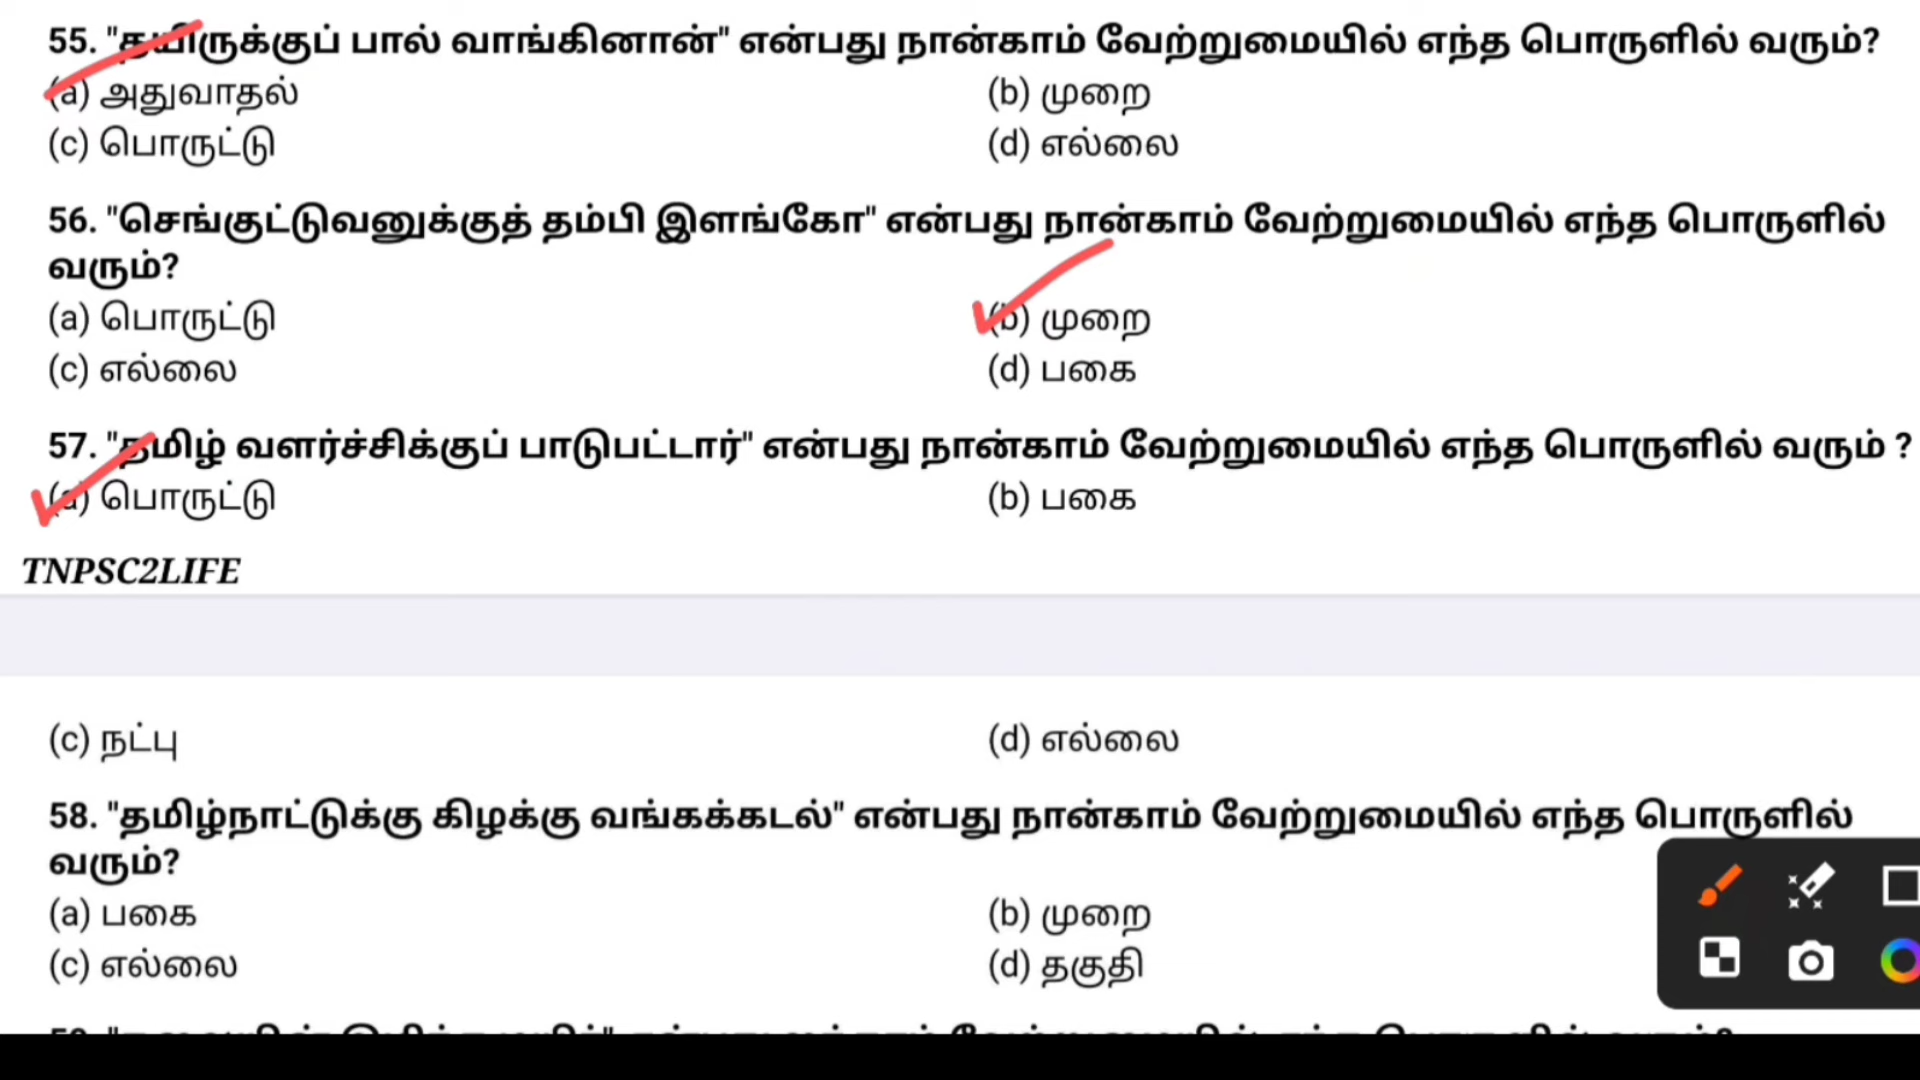 55. "தயிருக்குப் பால் வாங்கினான்" என்பது நான்காம் வேற்றுமையில் எந்த பொருளில் வரும்?
(a) அதுவாதல் (b) முறை
(c) பொருட்டு (d) எல்லை
56. "செங்குட்டுவனுக்குத் தம்பி இளங்கோ" என்பது நான்காம் வேற்றுமையில் எந்த பொருளில்
வரும்?
(a) பொருட்டு (b) முறை
(c) எல்லை (d) பகை
57. "தமிழ் வளர்ச்சிக்குப் பாடுபட்டார்" என்பது நான்காம் வேற்றுமையில் எந்த பொருளில் வரும் ?
(a) பொருட்டு (b) பகை
TNPSC2LIFE
(c) நட்பு (d) எல்லை
58. "தமிழ்நாட்டுக்கு கிழக்கு வங்கக்கடல்" என்பது நான்காம் வேற்றுமையில் எந்த பொருளில்
வரும்?
(a) பகை (b) முறை
(c) எல்லை (d) தகுதி